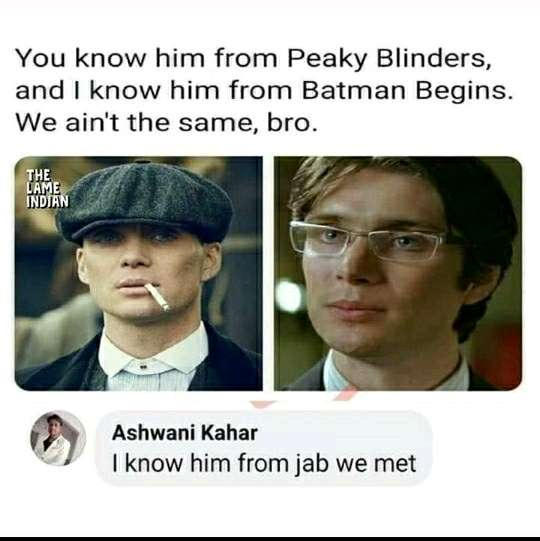 You know him from Peaky Blinders,
and I know him from Batman Begins.
We ain't the same, bro.
THE
LAME
INDIAN
Ashwani Kahar
I know him from jab we met